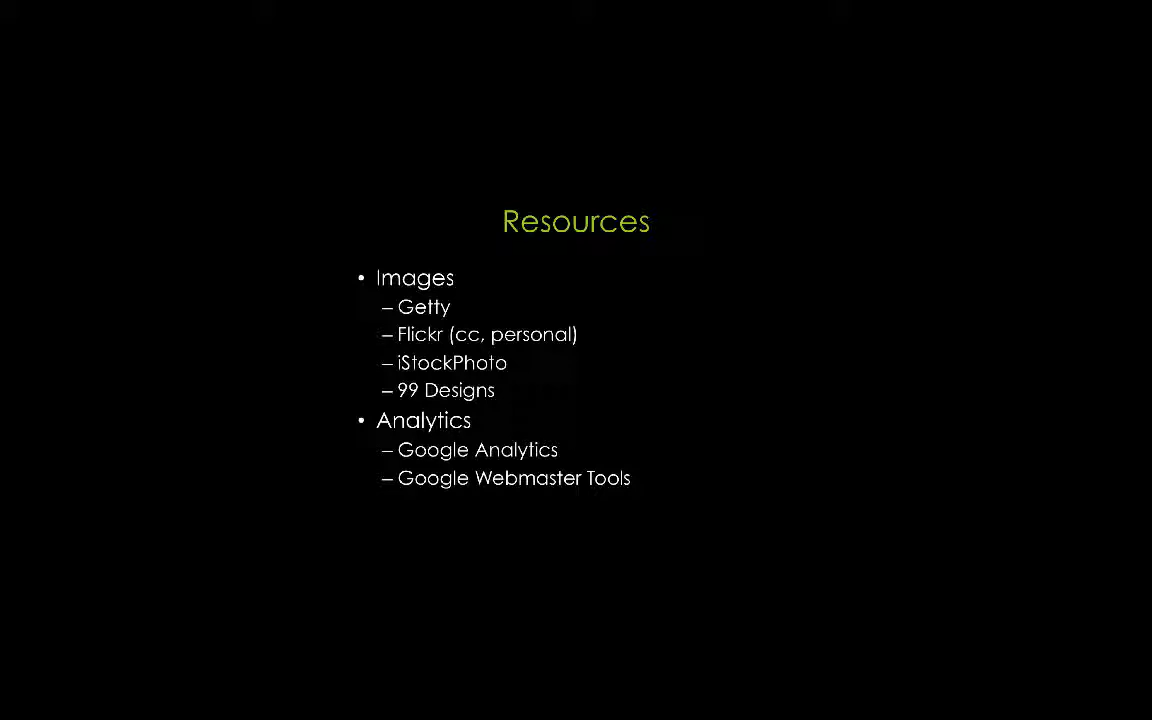 Resources
• Images
– Getty
– Flickr (cc, personal)
– iStockPhoto
– 99 Designs
• Analytics
– Google Analytics
– Google Webmaster Tools